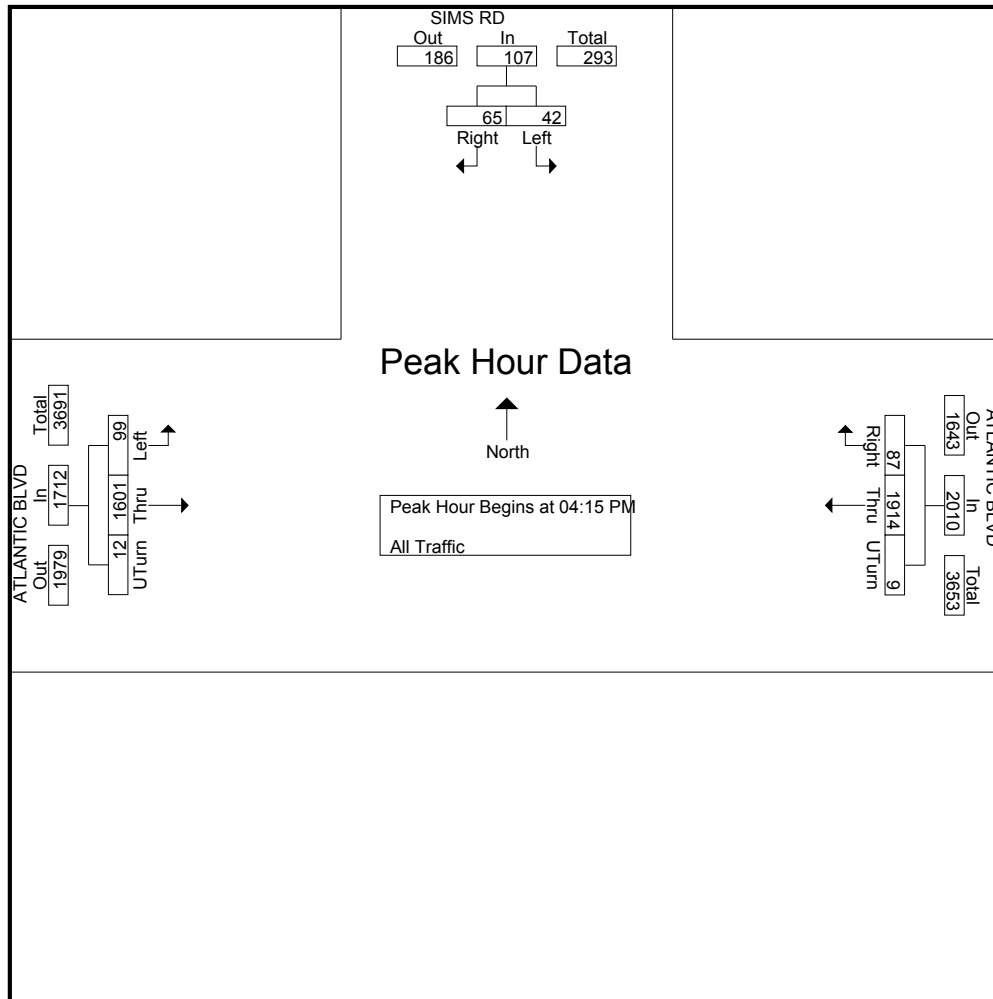 SIMS RD
Out In Total
186 107 293
65 42
Right Left
Peak Hour Data
North
Peak Hour Begins at 04:15 PM
All Traffic
ATLANTIC BLVD
Out In Total
1979 1712 3691
12 1601 99
UTurn Thru Left
ATLANTIC BLVD
Out In Total
1643 2010 3653
87 1914 9
Right Thru UTurn